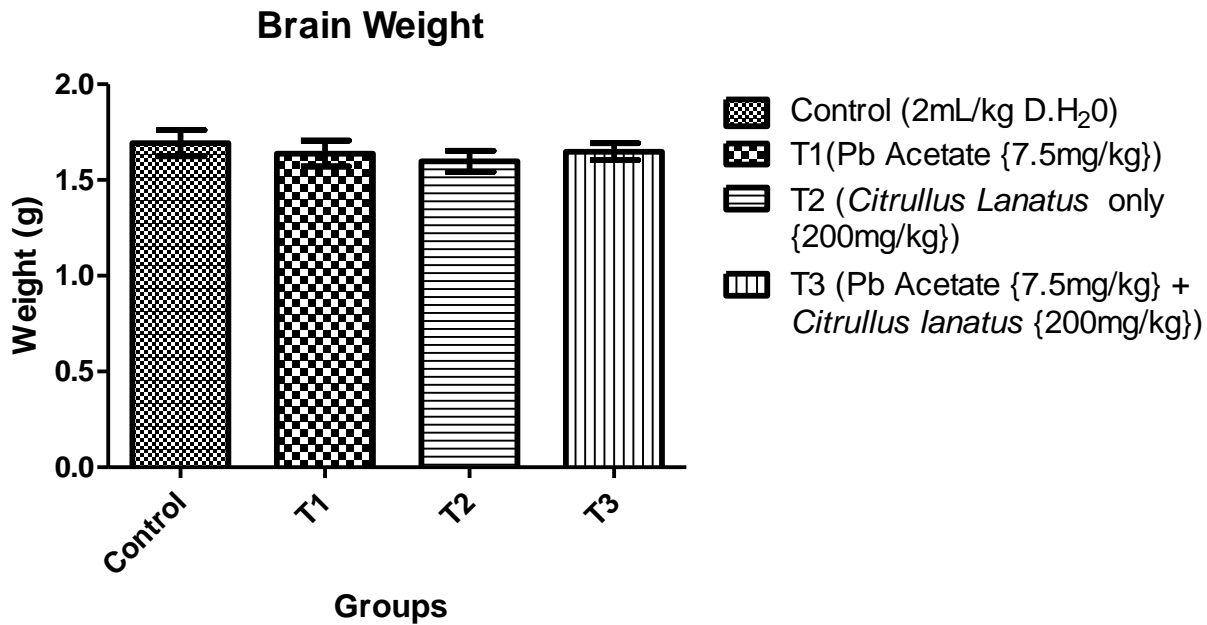 Brain Weight
2.0
1.5
1.0
0.5
0.0
Weight (g)
Control
T1
T2
T3
Groups
Control (2mL/kg D.H₂0)
T1(Pb Acetate {7.5mg/kg})
T2 (Citrullus Lanatus only
{200mg/kg})
T3 (Pb Acetate {7.5mg/kg} +
Citrullus lanatus {200mg/kg})